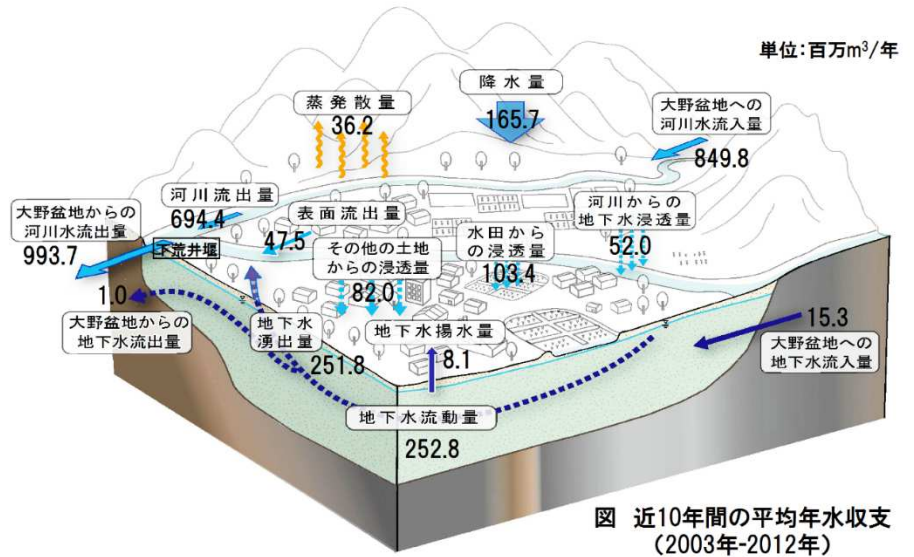 単位:百万m³/年
降水量
165.7
蒸発散量
36.2
大野盆地への
河川水流入量
849.8
河川流出量
694.4
大野盆地からの
河川水流出量
993.7
下荒井堰
表面流出量
47.5
その他の土地
からの浸透量
82.0
水田から
の浸透量
103.4
河川からの
地下水浸透量
52.0
1.0
大野盆地からの
地下水流出量
地下水
湧出量
251.8
地下水揚水量
8.1
15.3
大野盆地への
地下水流入量
地下水流動量
252.8
図 近10年間の平均年水収支
(2003年-2012年)